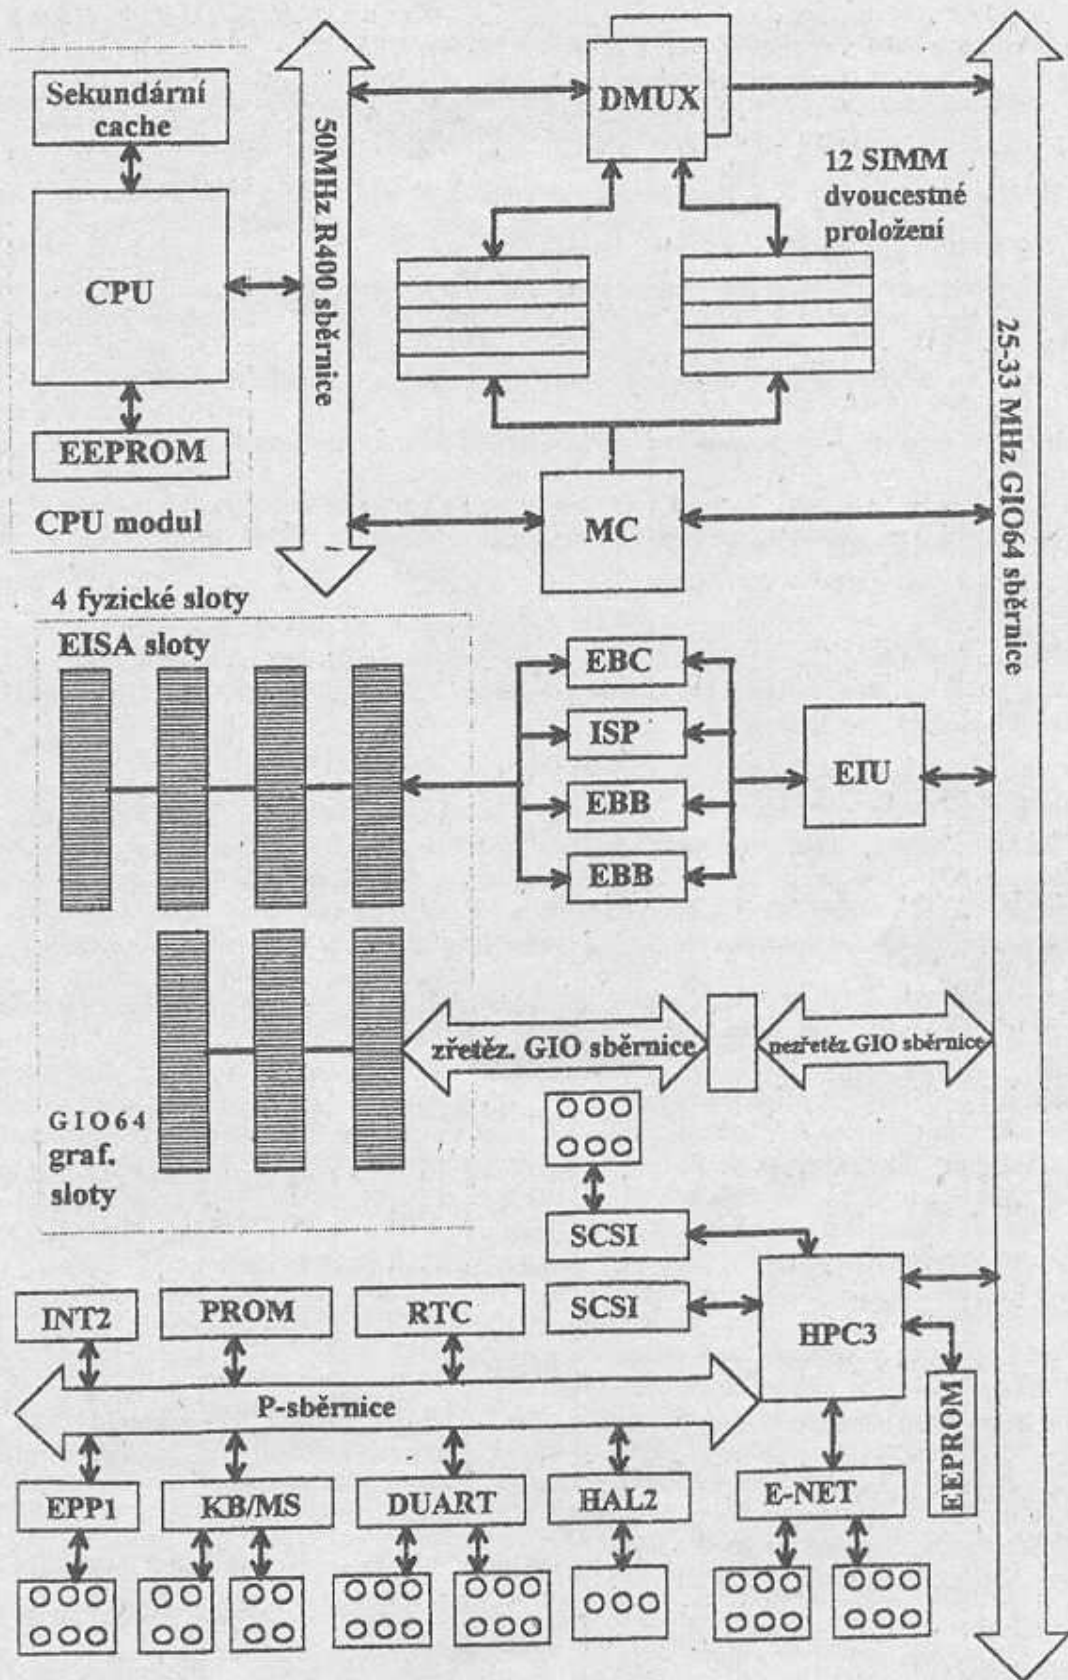 Sekundární
cache
CPU
EEPROM
CPU modul
50MHz R400 sběrnice
DMUX
12 SIMM
dvoucestné
proložení
MC
25-33 MHz GIO64 sběrnice
4 fyzické sloty
EISA sloty
EBC
ISP
EBB
EBB
EIU
zřetěz. GIO sběrnice
nezřetěz. GIO sběrnice
GIO64
graf.
sloty
SCSI
SCSI
HPC3
EEPROM
INT2
PROM
RTC
P-sběrnice
EPP1
KB/MS
DUART
HAL2
E-NET